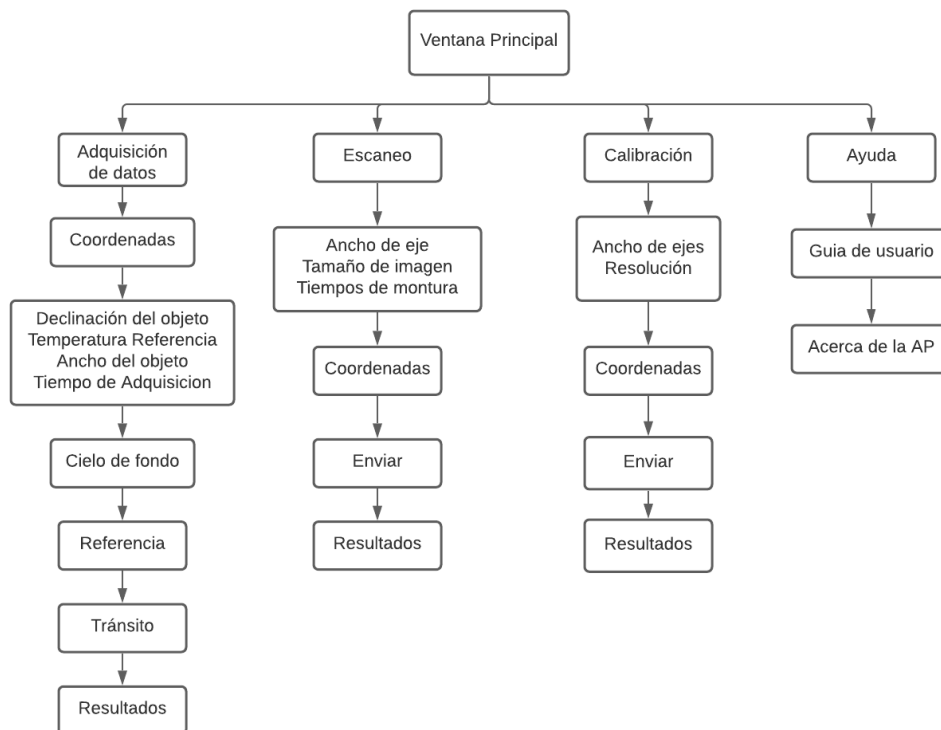 Ventana Principal
Adquisición
de datos
Coordenadas
Declinación del objeto
Temperatura Referencia
Ancho del objeto
Tiempo de Adquisicion
Cielo de fondo
Referencia
Tránsito
Resultados
Escaneo
Ancho de eje
Tamaño de imagen
Tiempos de montura
Coordenadas
Enviar
Resultados
Calibración
Ancho de ejes
Resolución
Coordenadas
Enviar
Resultados
Ayuda
Guia de usuario
Acerca de la AP